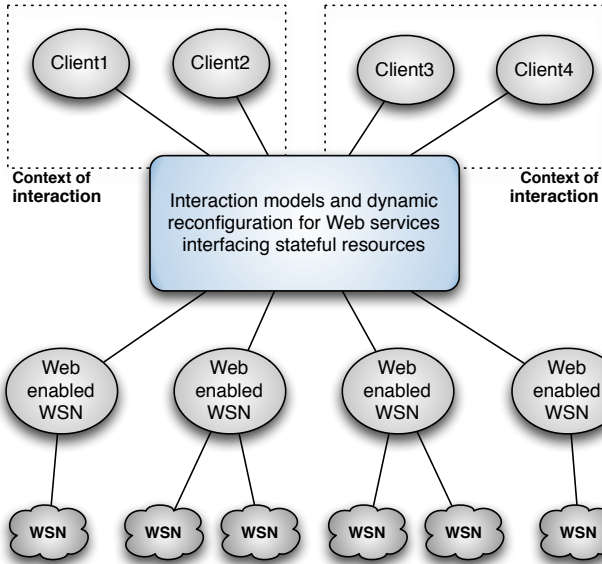 Client1
Client2
Client3
Client4
Context of
interaction
Context of
interaction
Interaction models and dynamic
reconfiguration for Web services
interfacing stateful resources
Web
enabled
WSN
Web
enabled
WSN
Web
enabled
WSN
Web
enabled
WSN
WSN
WSN
WSN
WSN
WSN
WSN